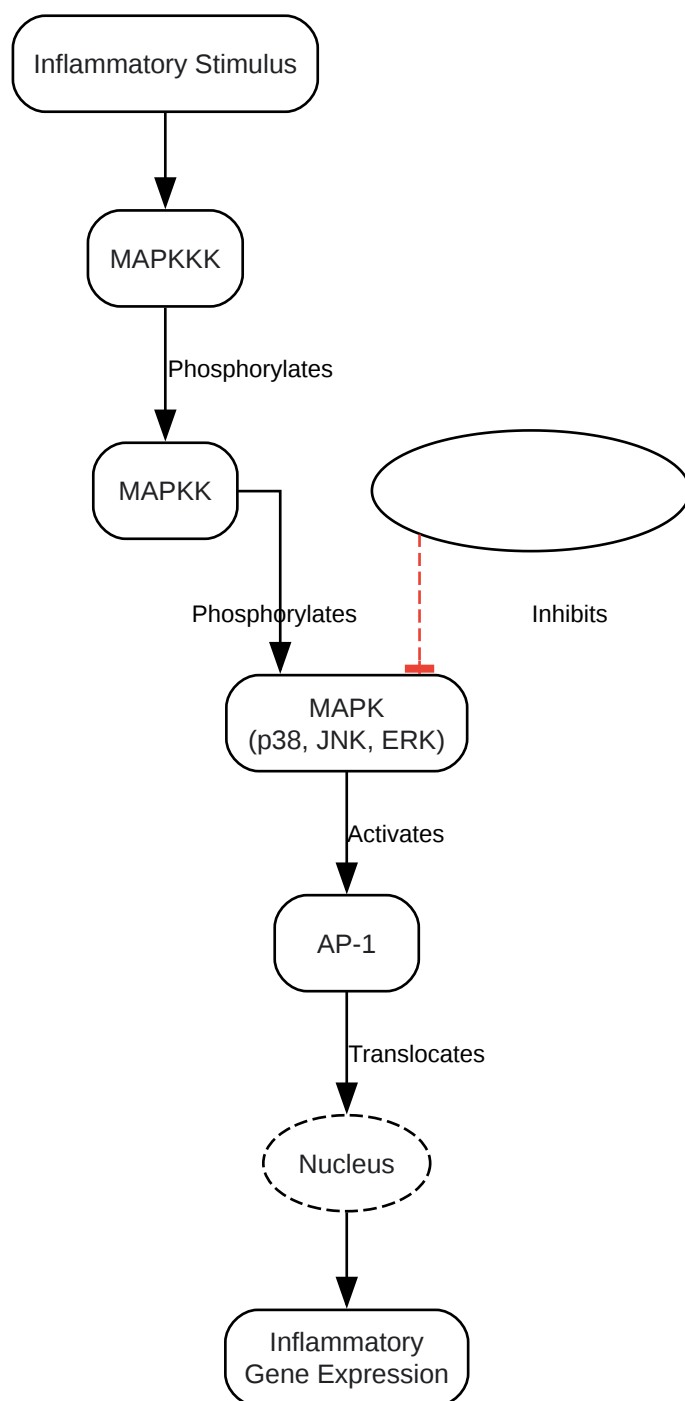 Inflammatory Stimulus
MAPKKK
Phosphorylates
MAPKK
Phosphorylates
Inhibits
MAPK
(p38, JNK, ERK)
Activates
AP-1
Translocates
Nucleus
Inflammatory
Gene Expression